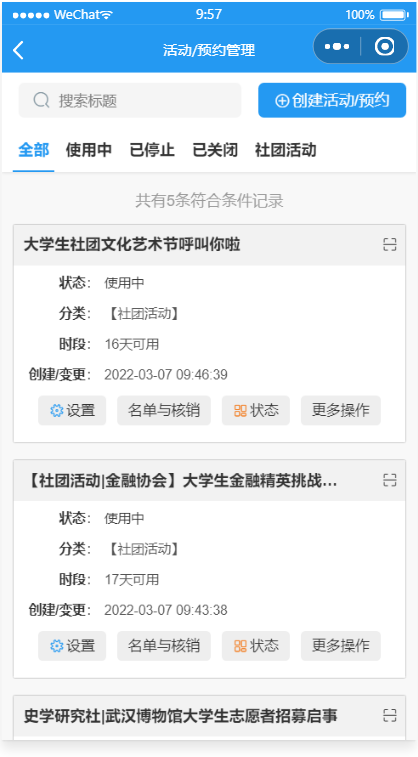 WeChat 9:57 100%
活动/预约管理
搜索标题 创建活动/预约
全部 使用中 已停止 已关闭 社团活动
共有5条符合条件记录
大学生社团文化艺术节呼叫你啦
状态： 使用中
分类： 【社团活动】
时段： 16天可用
创建/变更： 2022-03-07 09:46:39
设置 名单与核销 状态 更多操作
【社团活动|金融协会】大学生金融精英挑战...
状态： 使用中
分类： 【社团活动】
时段： 17天可用
创建/变更： 2022-03-07 09:43:38
设置 名单与核销 状态 更多操作
史学研究社|武汉博物馆大学生志愿者招募启事